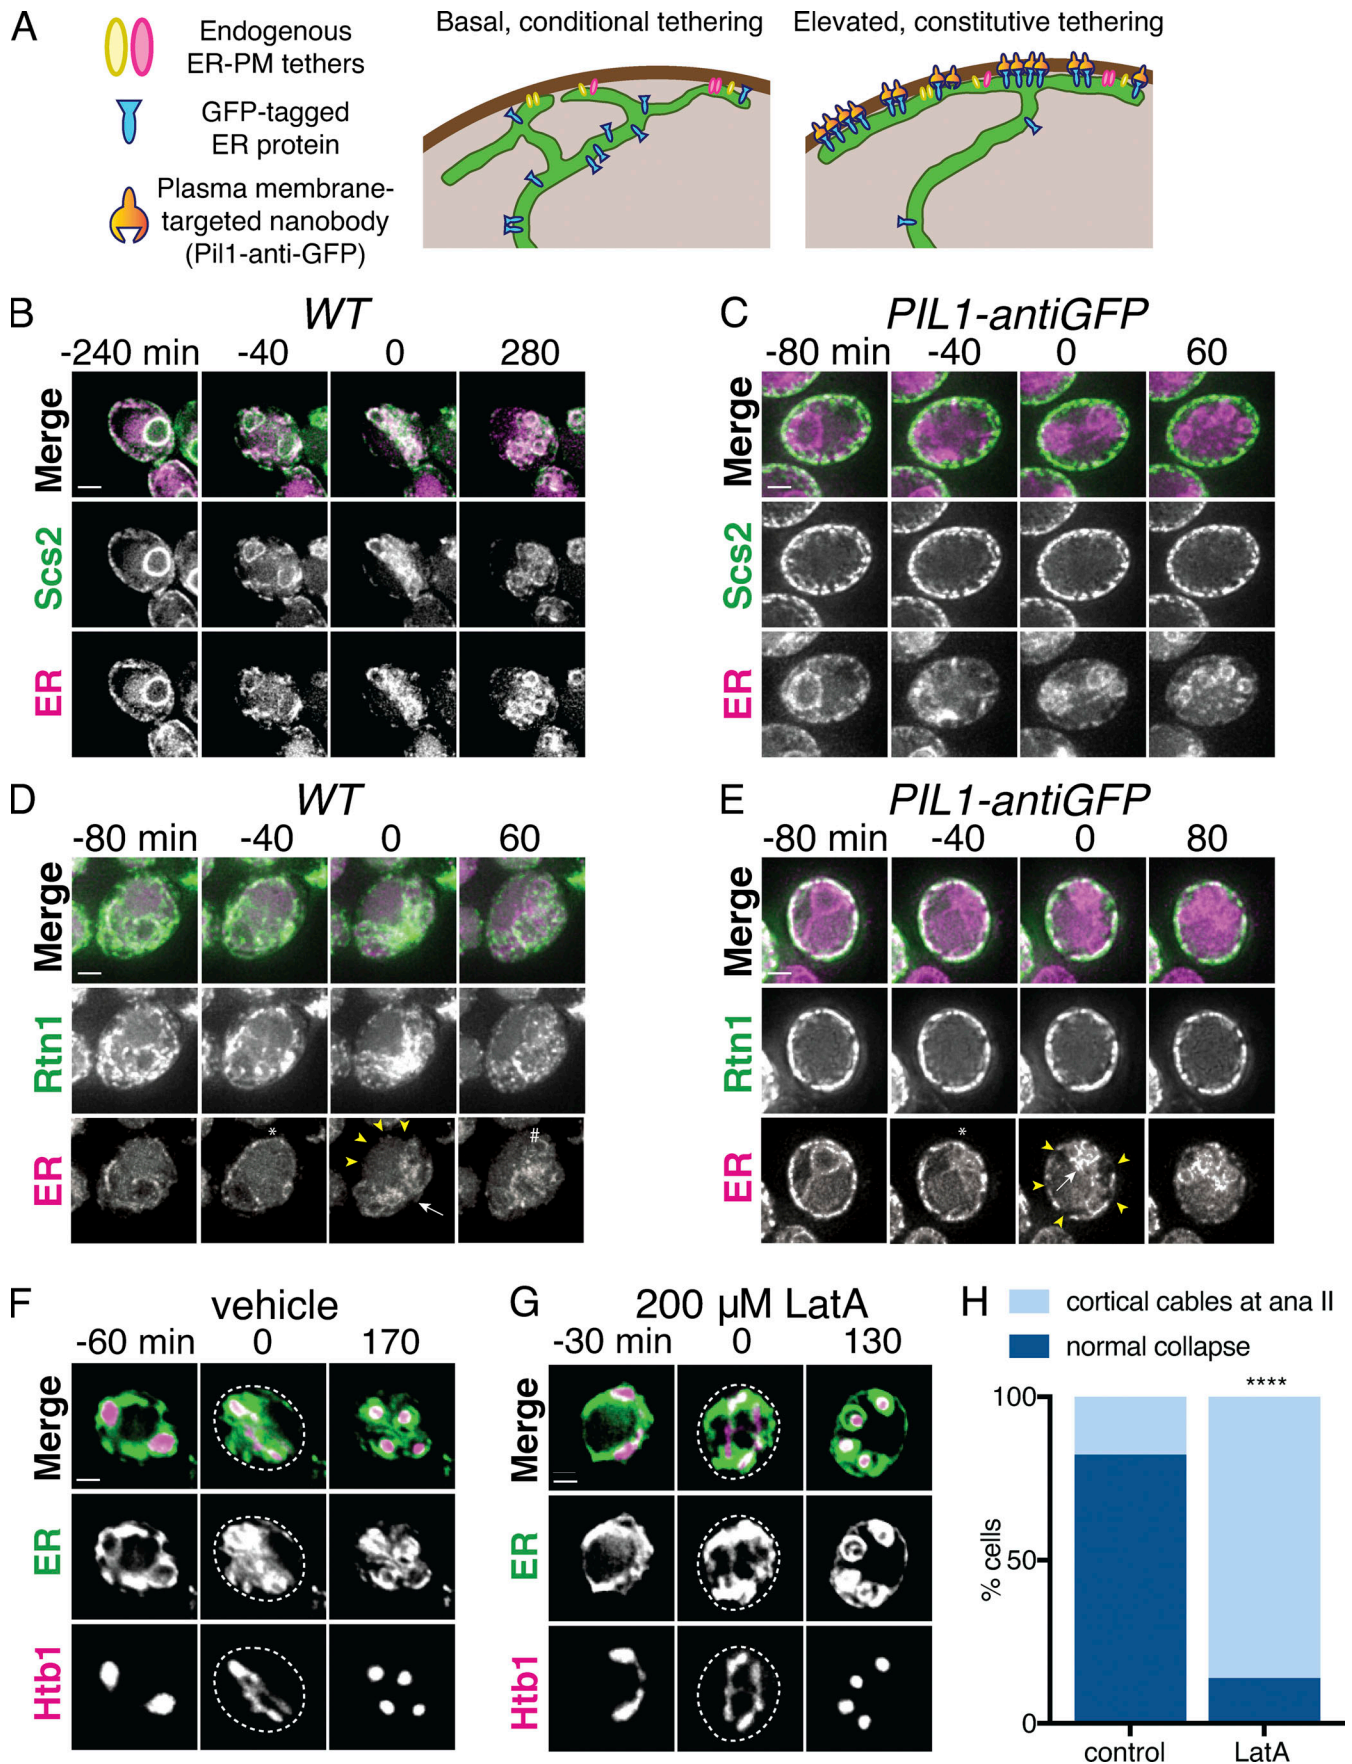 A
Endogenous
ER-PM tethers
GFP-tagged
ER protein
Plasma membrane-
targeted nanobody
(Pil1-anti-GFP)
Basal, conditional tethering
Elevated, constitutive tethering
B
WT
-240 min -40 0 280
Merge
Scs2
ER
C
PIL1-antiGFP
-80 min -40 0 60
Merge
Scs2
ER
D
WT
-80 min -40 0 60
Merge
Rtn1
ER
*
#
E
PIL1-antiGFP
-80 min -40 0 80
Merge
Rtn1
ER
*
F
vehicle
-60 min 0 170
Merge
ER
Htb1
G
200 µM LatA
-30 min 0 130
Merge
ER
Htb1
H
cortical cables at ana II
normal collapse
****
100
50
0
% cells
control
LatA